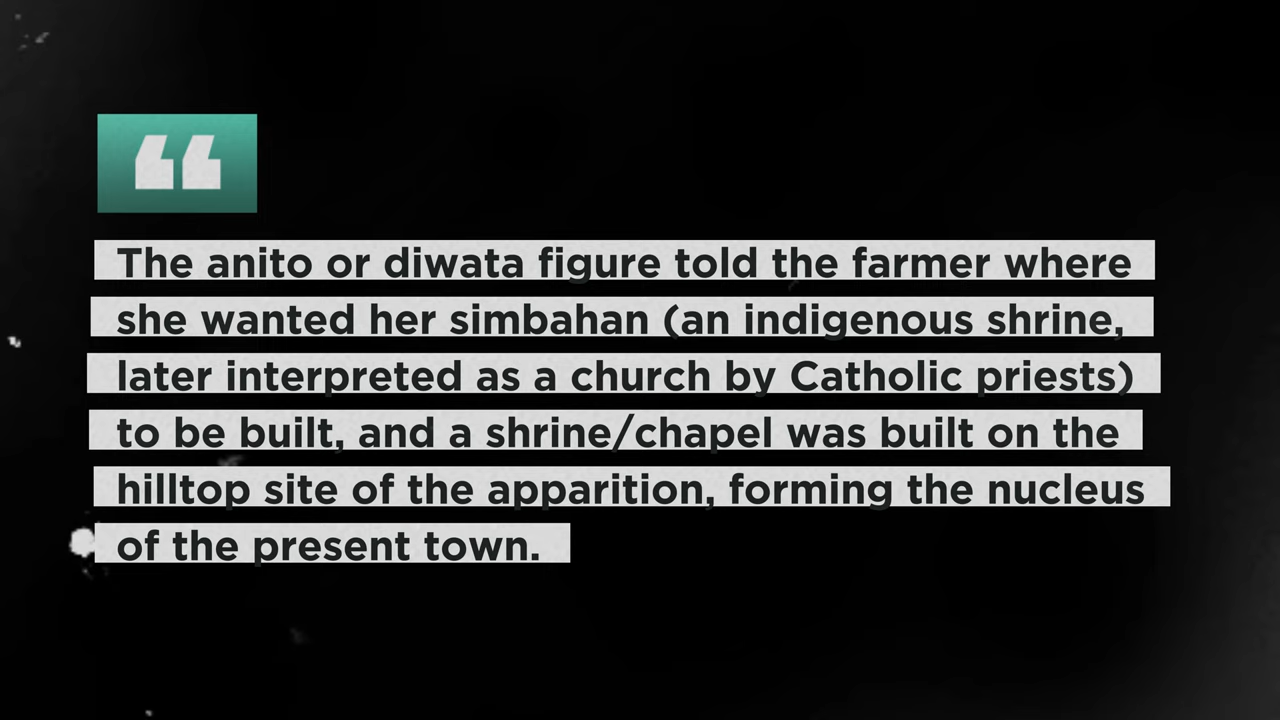 “
The anito or diwata figure told the farmer where
she wanted her simbahan (an indigenous shrine,
later interpreted as a church by Catholic priests)
to be built, and a shrine/chapel was built on the
hilltop site of the apparition, forming the nucleus
of the present town.